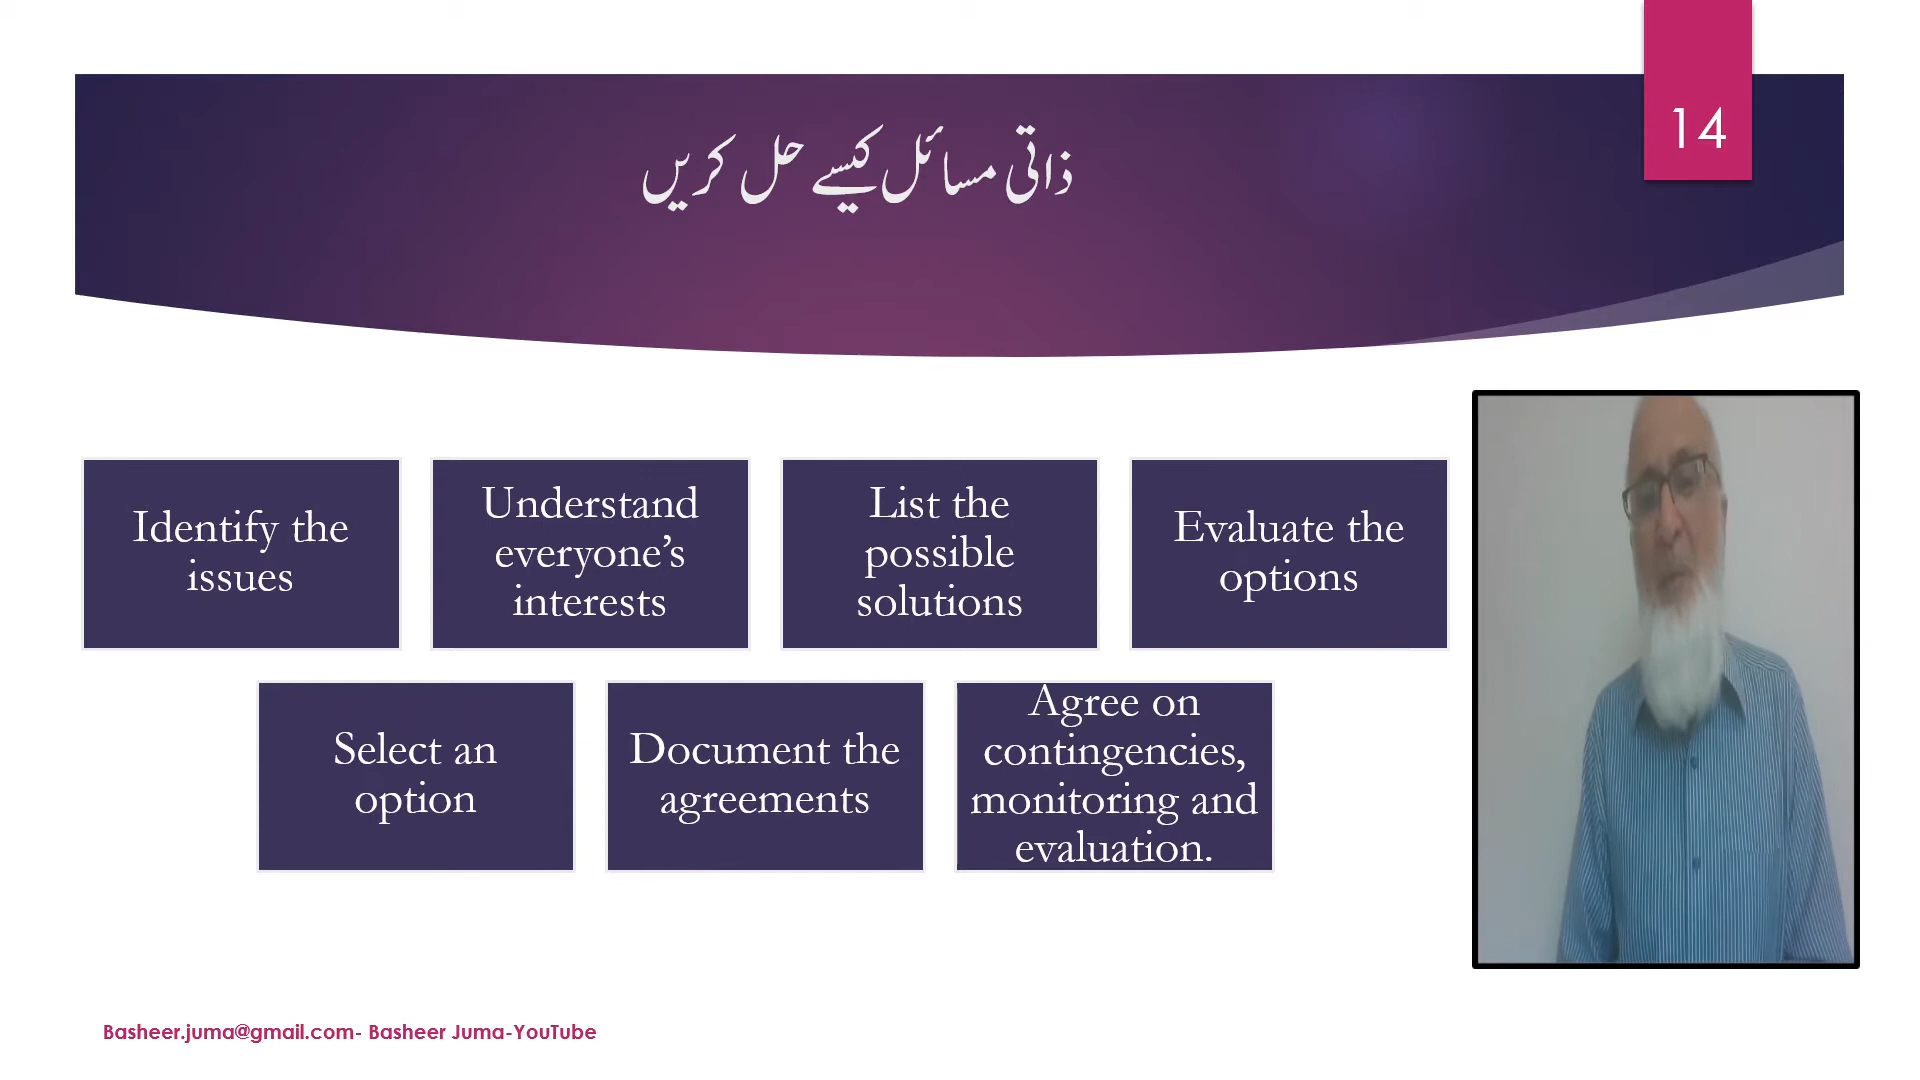 14
ذاتی مسائل کیسے حل کریں
Identify the
issues
Understand
everyone’s
interests
List the
possible
solutions
Evaluate the
options
Select an
option
Document the
agreements
Agree on
contingencies,
monitoring and
evaluation.
Basheer.juma@gmail.com- Basheer Juma-YouTube